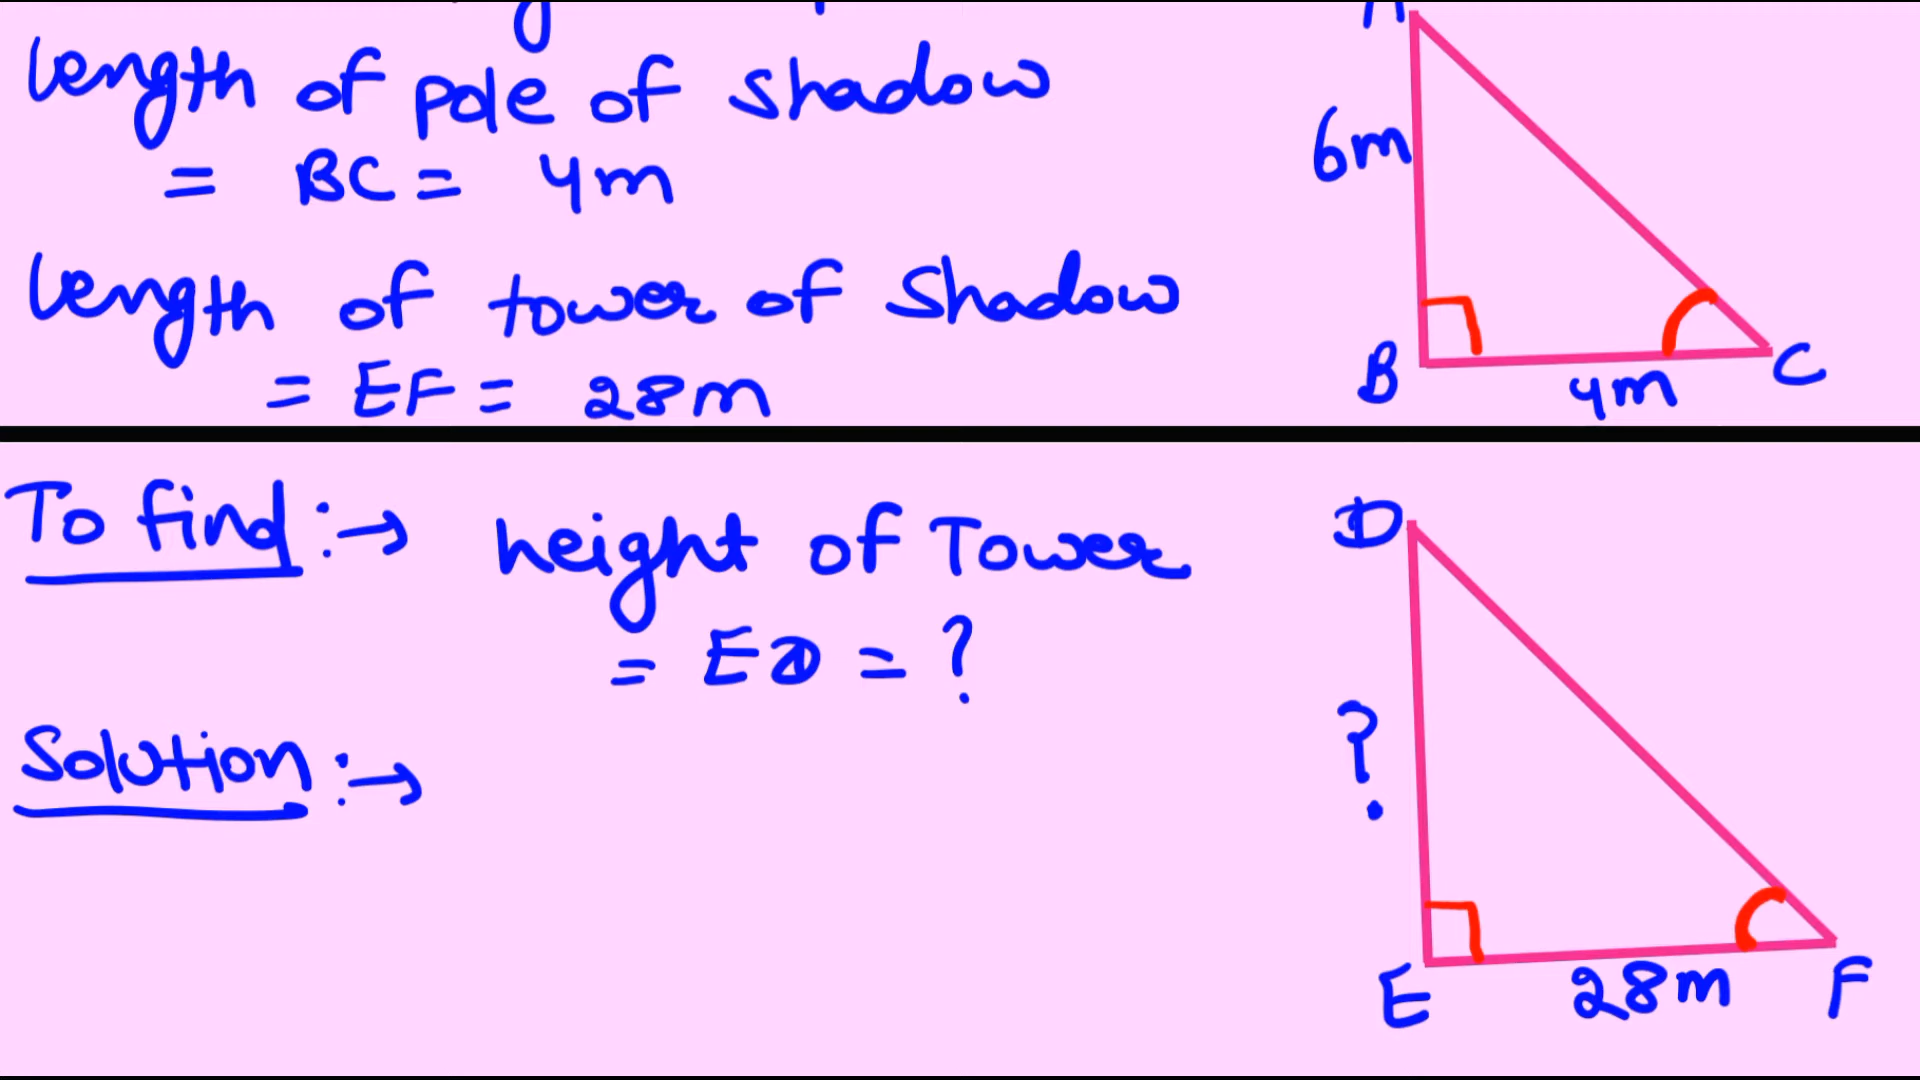 length of pole of shadow
= BC = 4m
length of tower of shadow
= EF = 28m
6m
B
4m
C
To find :→ height of Tower
= ED = ?
Solution :→
D
?
E
28m
F